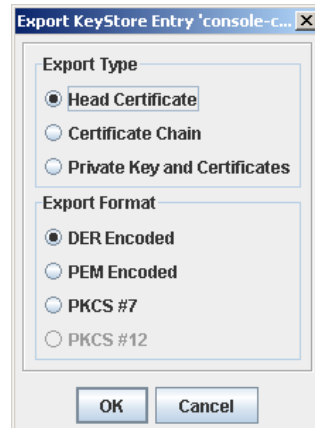 Export KeyStore Entry 'console-c...
Export Type
Head Certificate
Certificate Chain
Private Key and Certificates
Export Format
DER Encoded
PEM Encoded
PKCS #7
PKCS #12
OK Cancel